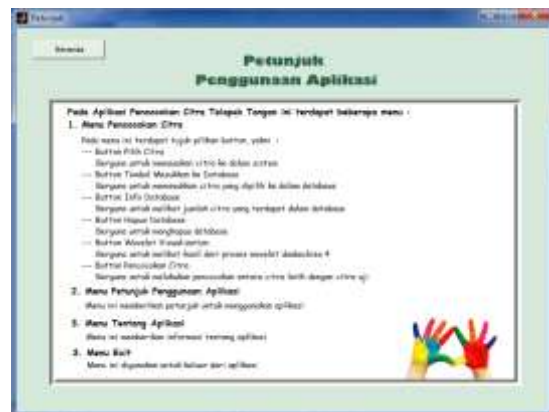 Petunjuk
Beranda
Petunjuk
Penggunaan Aplikasi
Pada Aplikasi Pencocokan Citra Telapak Tangan ini terdapat beberapa menu :
1. Menu Pencocokan Citra
Pada menu ini terdapat tujuh pilihan button, yakni :
--- Button Pilih Citra
Berguna untuk memasukan citra ke dalam sistem
--- Button Tombol Masukkan ke Database
Berguna untuk memasukkan citra yang dipilih ke dalam database
--- Button Info Database
Berguna untuk melihat jumlah citra yang terdapat dalam database
--- Button Hapus Database
Berguna untuk menghapus database
--- Button Wavelet Visualisation
Berguna untuk melihat hasil dari proses wavelet daubechies 4
--- Button Pencocokan Citra
Berguna untuk melakukan pencocokan antara citra latih dengan citra uji
2. Menu Petunjuk Penggunaan Aplikasi
Menu ini memberikan petunjuk untuk menggunakan aplikasi
3. Menu Tentang Aplikasi
Menu ini memberikan informasi tentang aplikasi
Menu Exit
Menu ini digunakan untuk keluar dari aplikasi